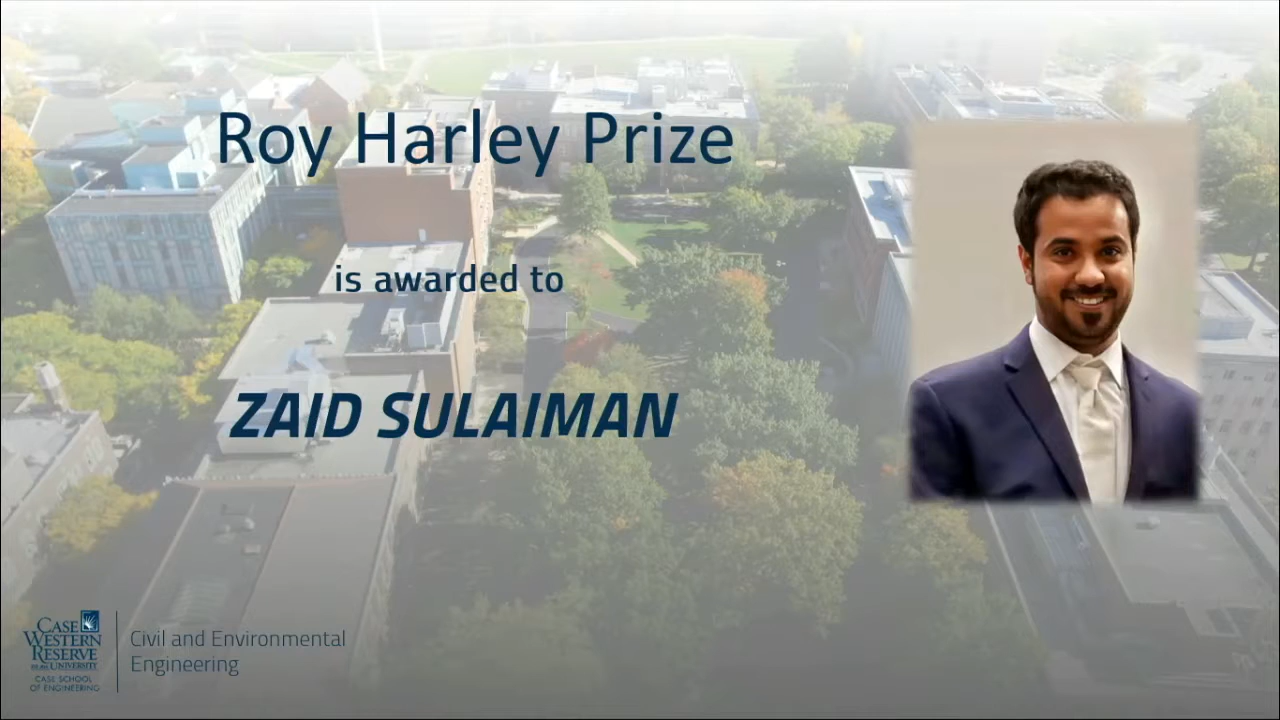 Roy Harley Prize
is awarded to
ZAID SULAIMAN
CASE
WESTERN
RESERVE
UNIVERSITY
CASE SCHOOL
OF ENGINEERING
Civil and Environmental
Engineering